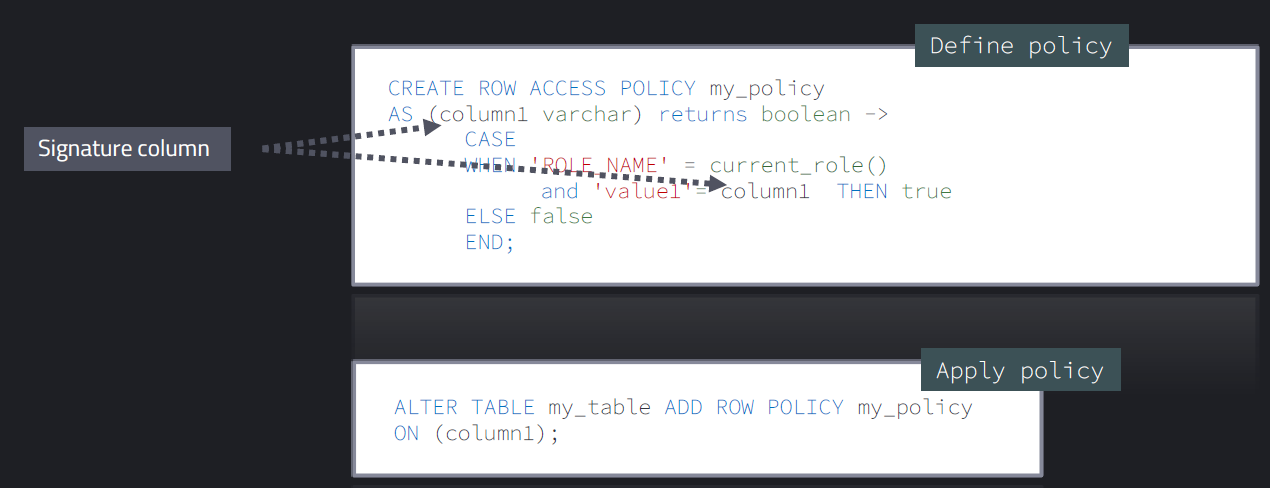 Define policy
CREATE ROW ACCESS POLICY my_policy
AS (column1 varchar) returns boolean ->
CASE
WHEN 'ROLE_NAME' = current_role()
and 'value1'= column1  THEN true
ELSE false
END;
Signature column
Apply policy
ALTER TABLE my_table ADD ROW POLICY my_policy
ON (column1);